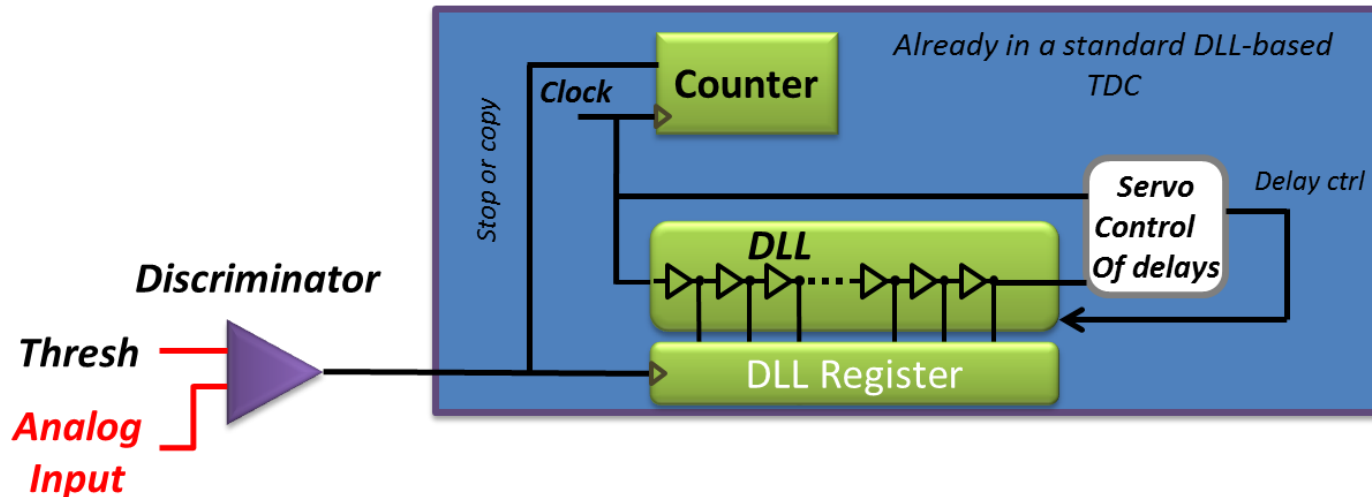 Already in a standard DLL-based
TDC
Counter
Clock
Stop or copy
Servo
Control
Of delays
Delay ctrl
DLL
Discriminator
Thresh
DLL Register
Analog
Input